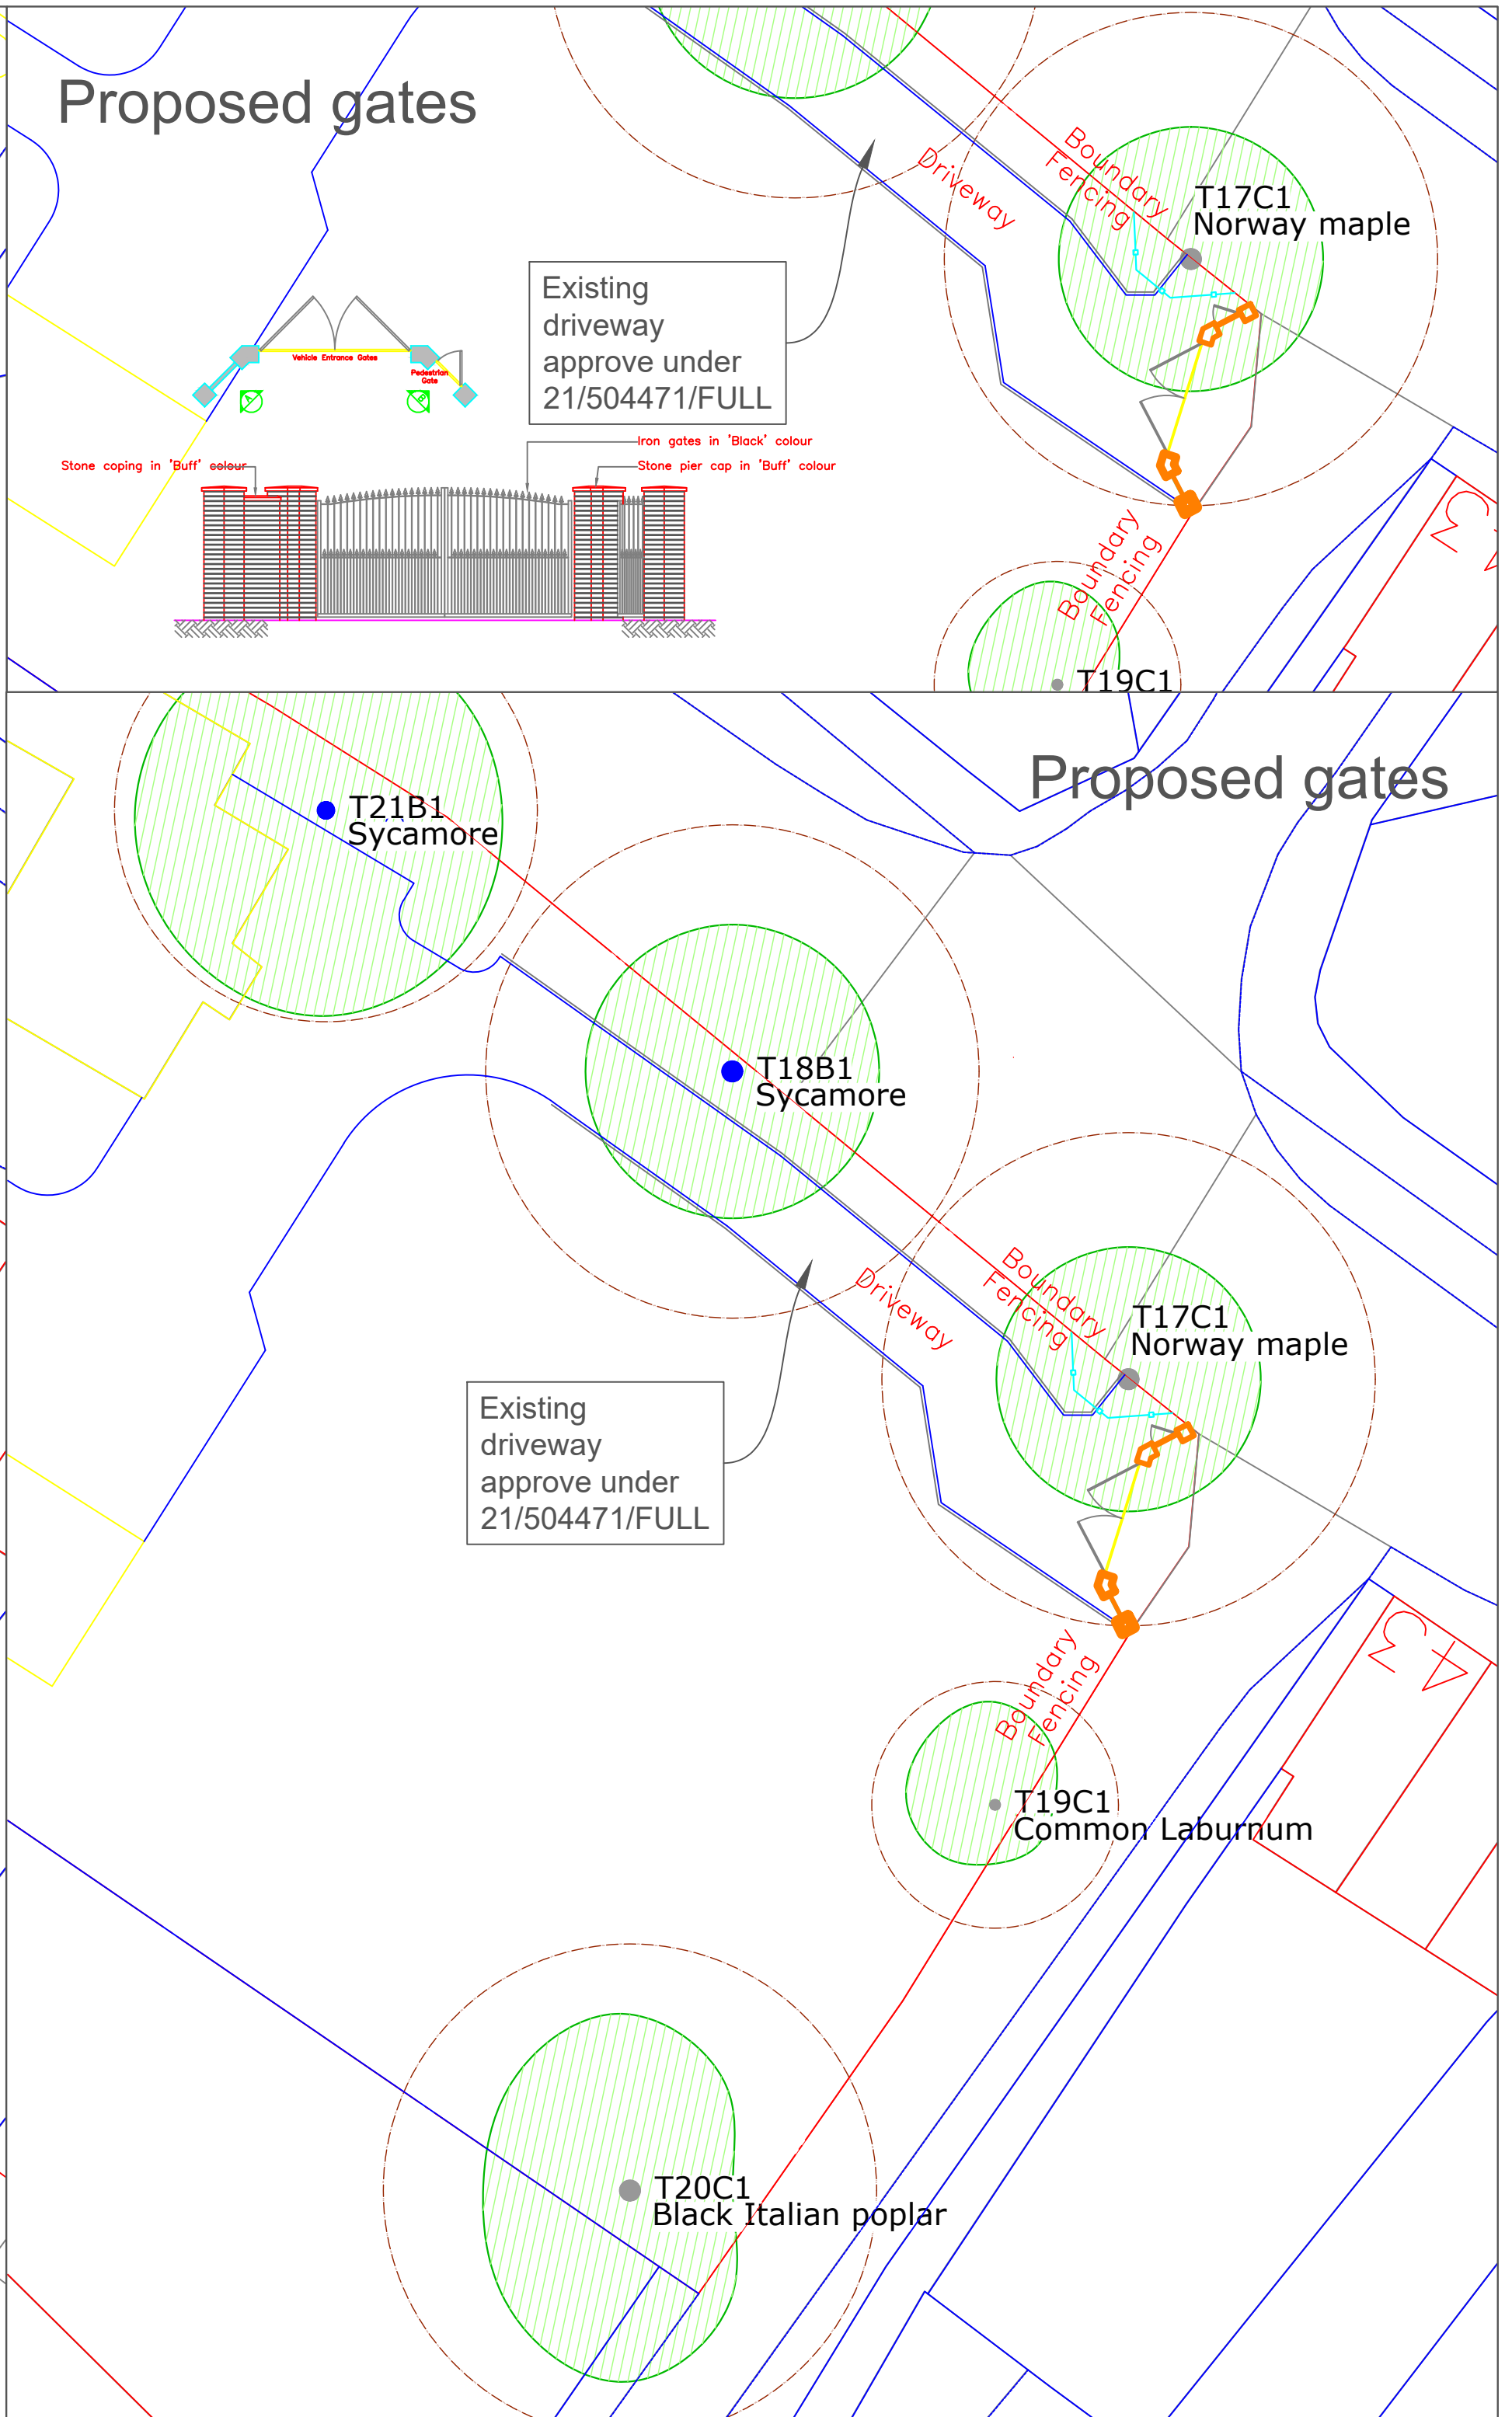 Proposed gates
Boundary
Fencing
Driveway
T17C1
Norway maple
Existing
driveway
approve under
21/504471/FULL
Vehicle Entrance Gates
Pedestrian
Gate
Iron gates in 'Black' colour
Stone coping in 'Buff' colour
Stone pier cap in 'Buff' colour
Boundary
Fencing
T19C1
Proposed gates
T21B1
Sycamore
T18B1
Sycamore
Boundary
Fencing
Driveway
T17C1
Norway maple
Existing
driveway
approve under
21/504471/FULL
43
Boundary
Fencing
T19C1
Common Laburnum
T20C1
Black Italian poplar